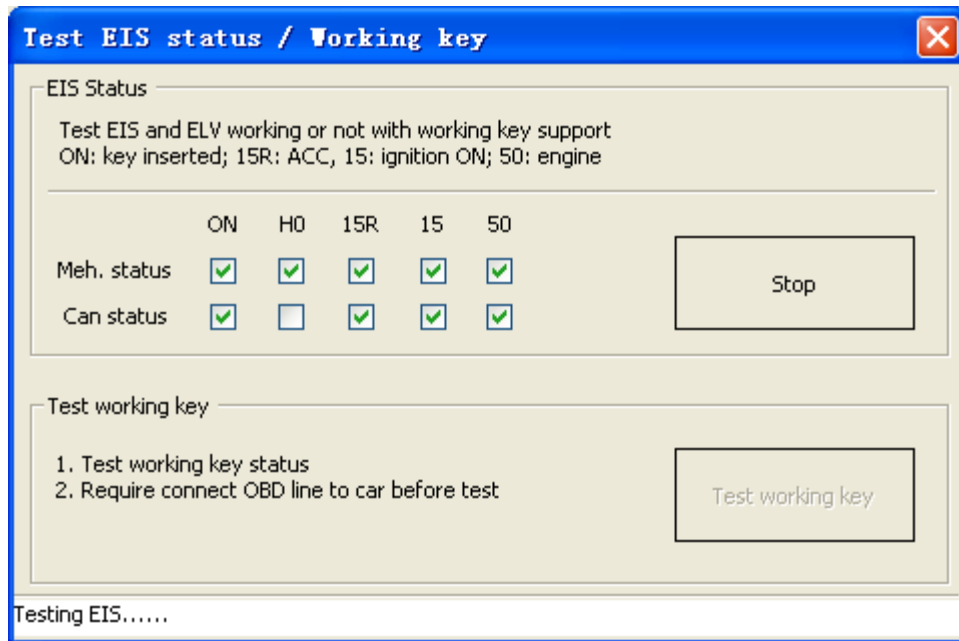 Test EIS status / Working key
EIS Status
Test EIS and ELV working or not with working key support
ON: key inserted; 15R: ACC, 15: ignition ON; 50: engine
ON H0 15R 15 50
Meh. status
Stop
Can status
Test working key
1. Test working key status
2. Require connect OBD line to car before test
Test working key
Testing EIS......